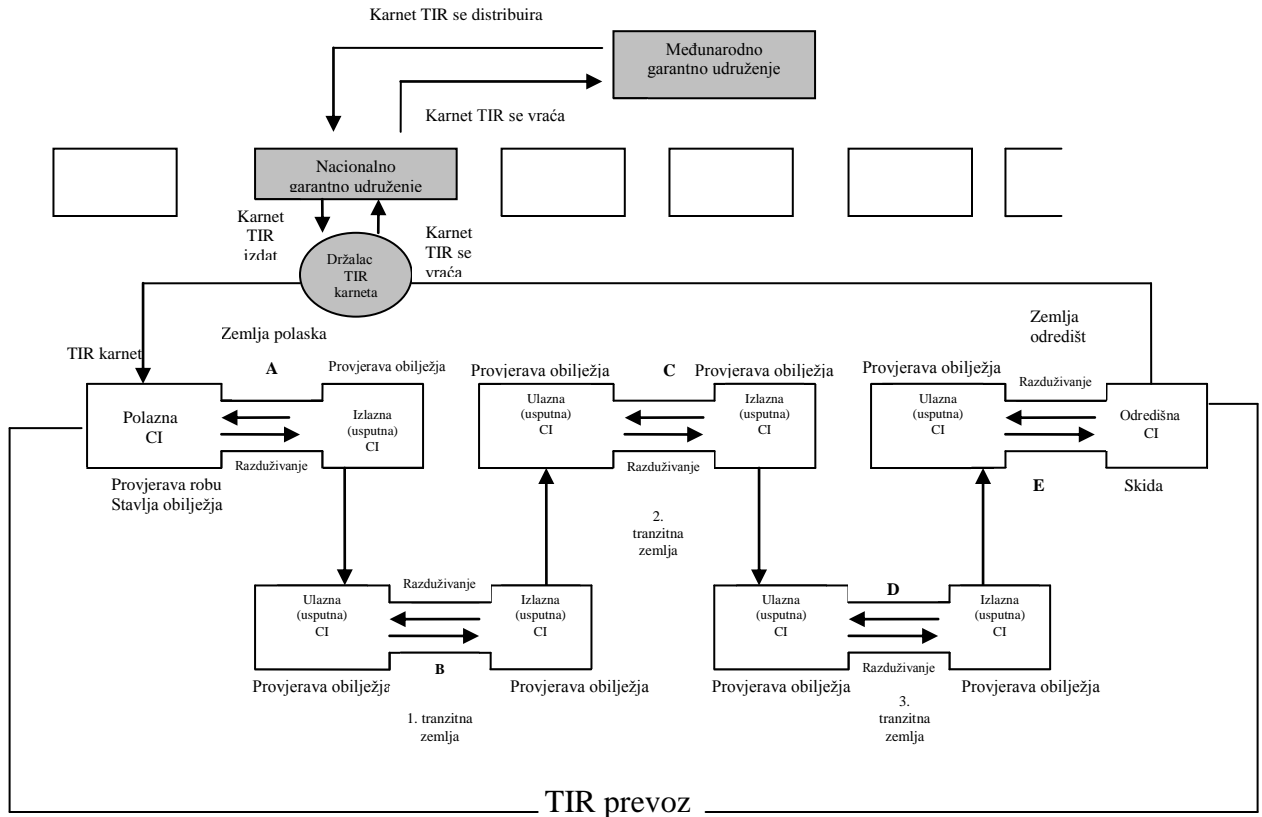 Karnet TIR se distribuira
Međunarodno
garantno udruženje
Karnet TIR se vraća
Nacionalno
garantno udruženje
Karnet
TIR
izdat
Karnet
TIR se
vraća
Držalac
TIR
karneta
Zemlja polaska
Zemlja
odredišt
TIR karnet
A
Provjerava obilježja
Provjerava obilježja
C
Provjerava obilježja
Provjerava obilježja
Razduživanje
Polazna
CI
Izlazna
(usputna)
CI
Ulazna
(usputna)
CI
Izlazna
(usputna)
CI
Ulazna
(usputna)
CI
Odredišna
CI
Razduživanje
Razduživanje
Provjerava robu
Stavlja obilježja
E
Skida
2.
tranzitna
zemlja
Razduživanje
D
Ulazna
(usputna)
CI
Izlazna
(usputna)
CI
Ulazna
(usputna)
CI
Izlazna
(usputna)
CI
B
Razduživanje
Provjerava obilježja
Provjerava obilježja
Provjerava obilježja
Provjerava obilježja
1. tranzitna
zemlja
3.
tranzitna
zemlja
TIR prevoz